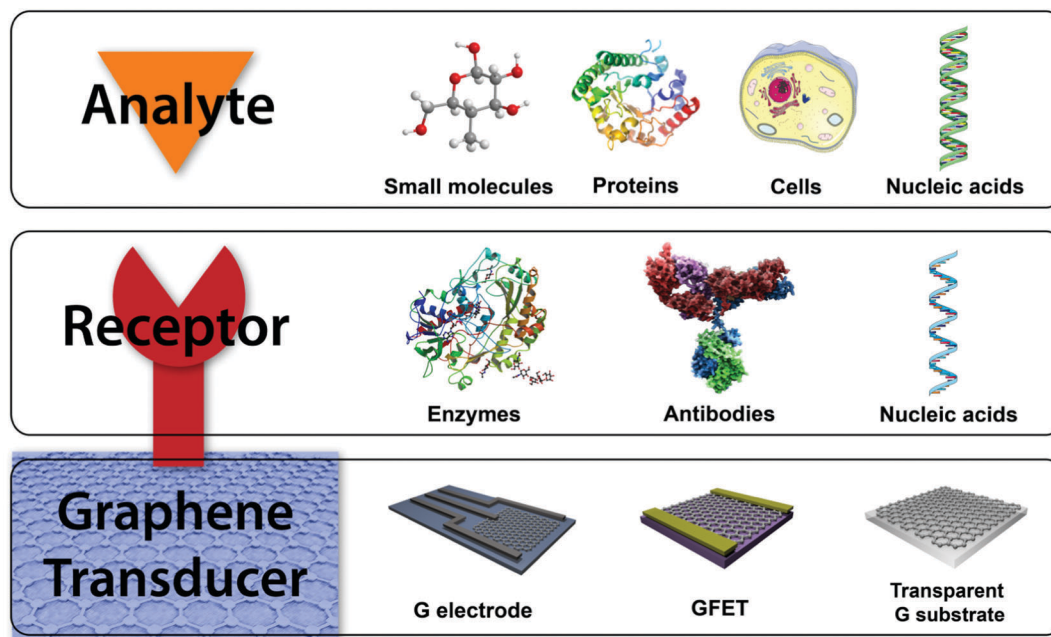 Analyte
Small molecules
Proteins
Cells
Nucleic acids
Receptor
Enzymes
Antibodies
Nucleic acids
Graphene
Transducer
G electrode
GFET
Transparent
G substrate